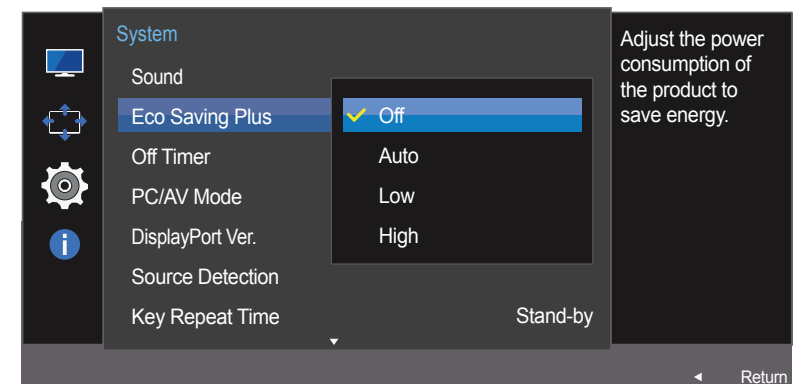 System
Sound
Eco Saving Plus
Off Timer
PC/AV Mode
DisplayPort Ver.
Source Detection
Key Repeat Time
Stand-by
Off
Auto
Low
High
Adjust the power
consumption of
the product to
save energy.
Return